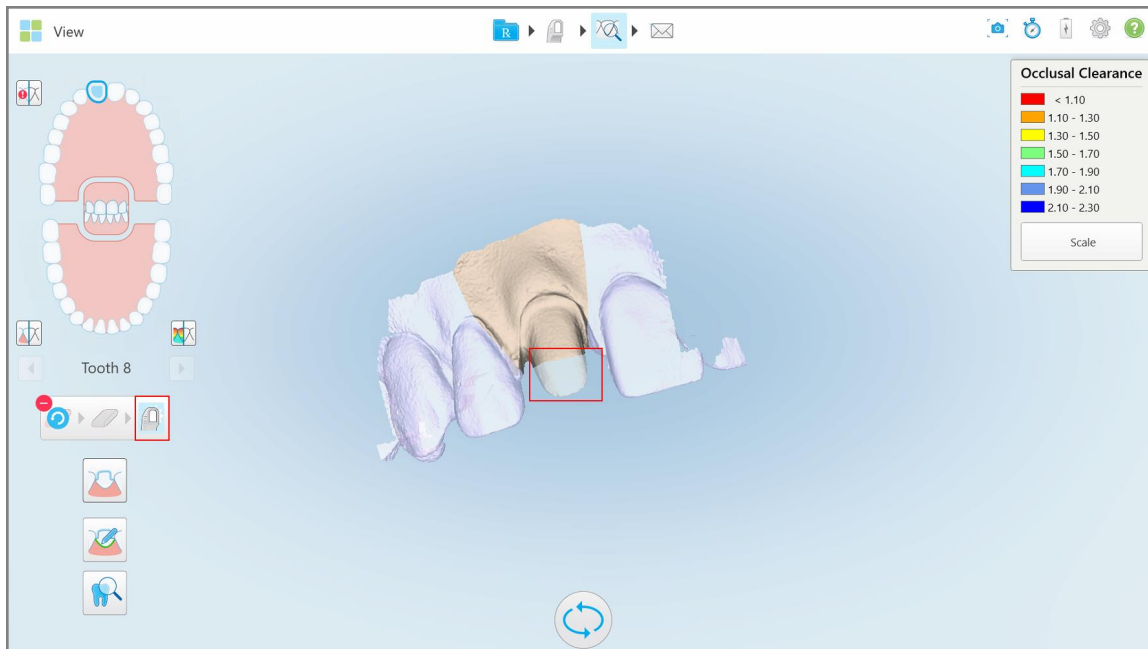 View
R
?
Occlusal Clearance
< 1.10
1.10 - 1.30
1.30 - 1.50
1.50 - 1.70
1.70 - 1.90
1.90 - 2.10
2.10 - 2.30
Scale
Tooth 8